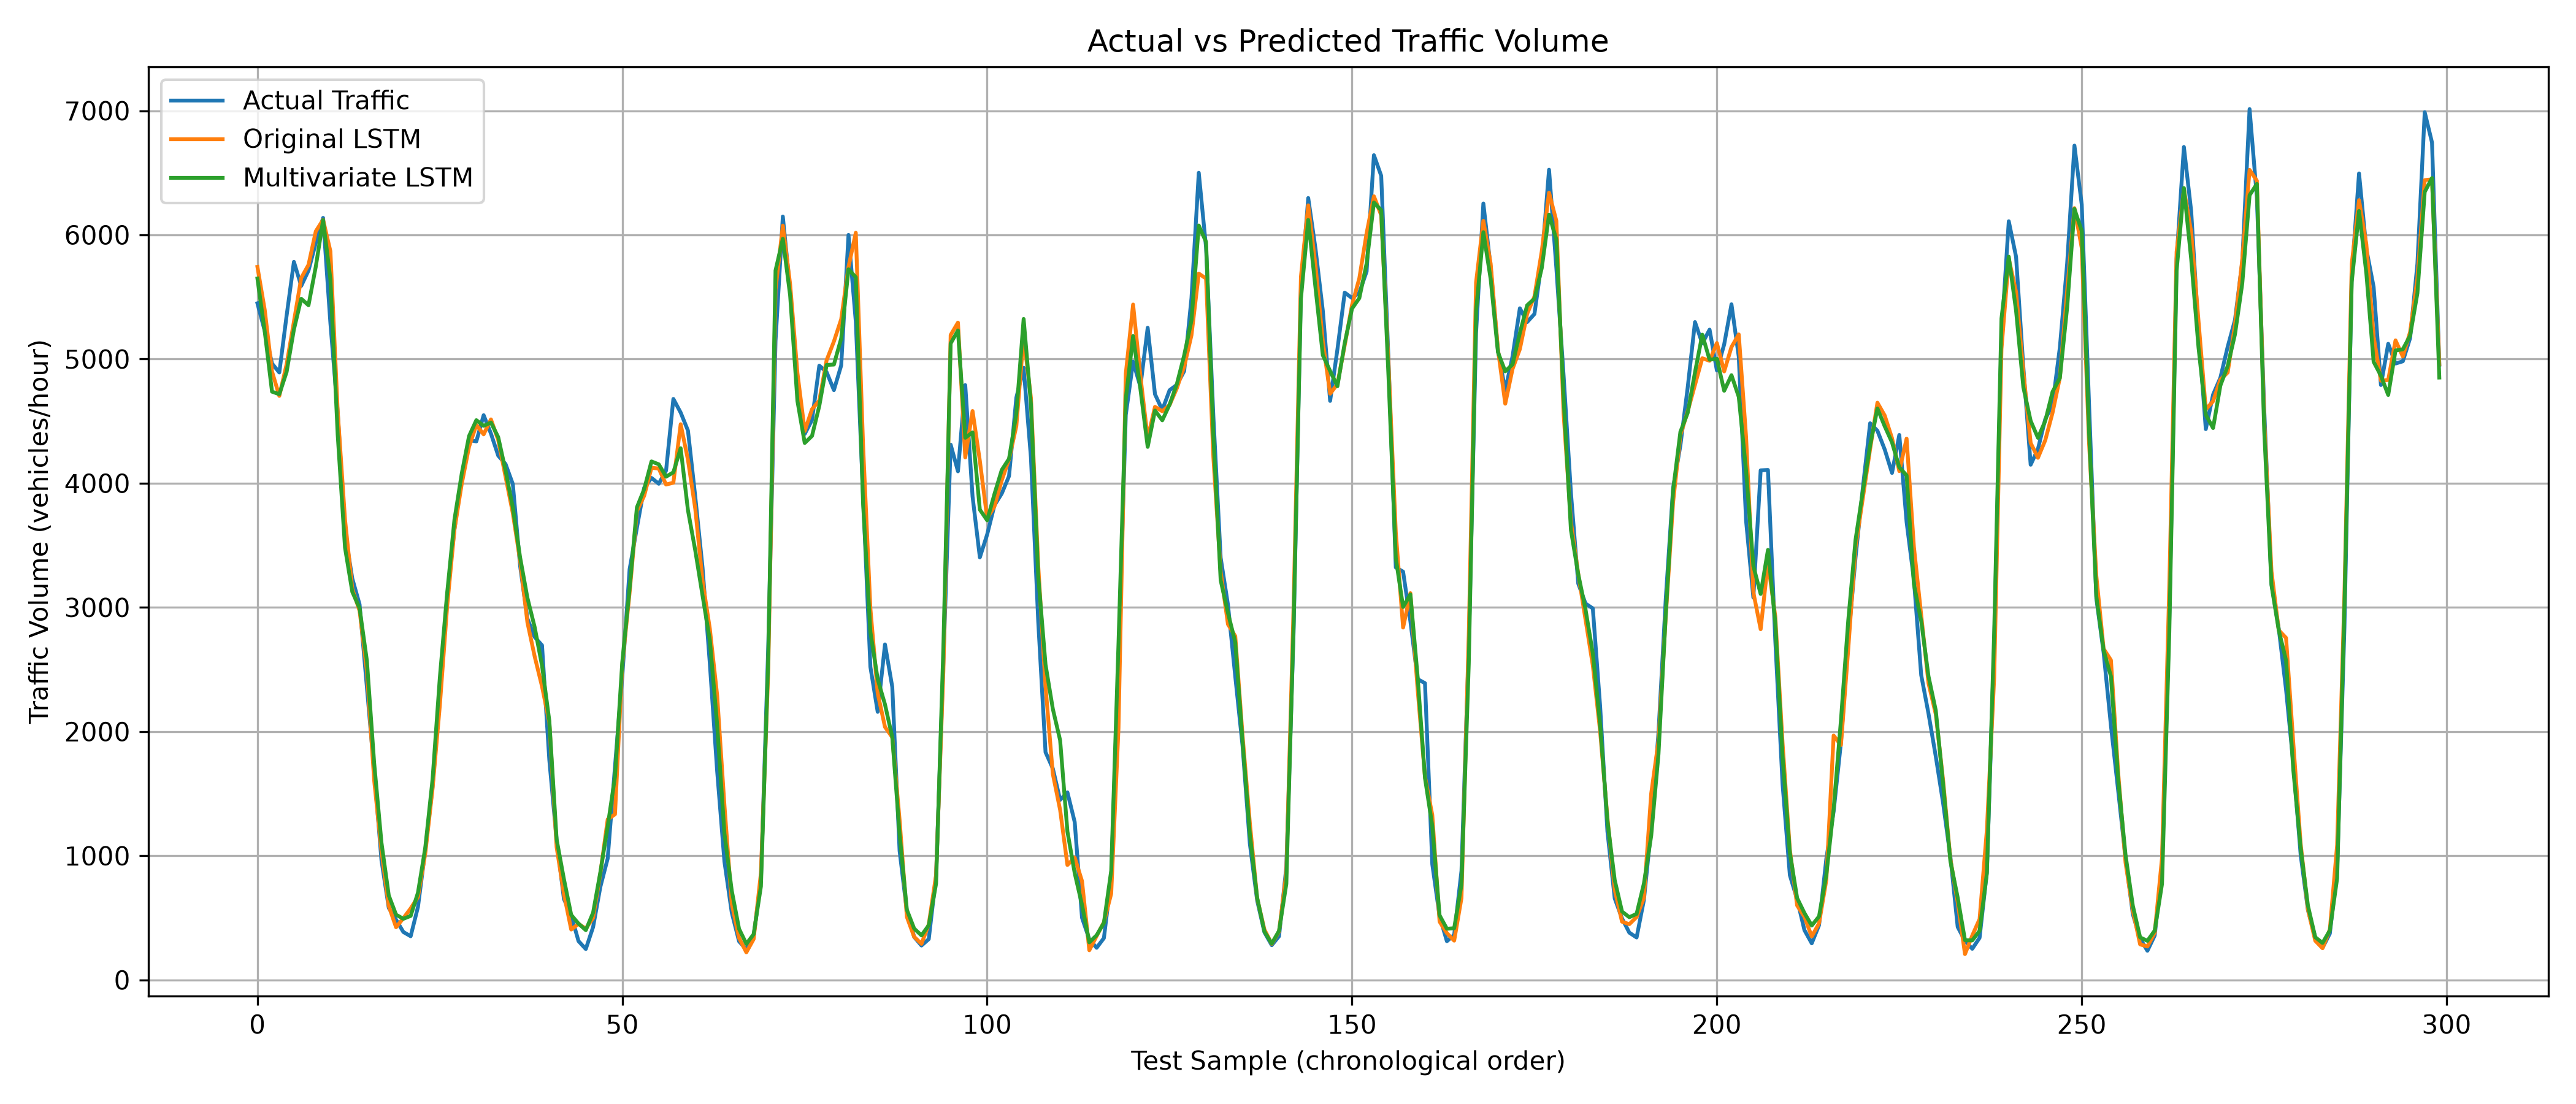 Actual vs Predicted Traffic Volume
Actual Traffic
Original LSTM
Multivariate LSTM
Traffic Volume (vehicles/hour)
7000
6000
5000
4000
3000
2000
1000
0
0 50 100 150 200 250 300
Test Sample (chronological order)